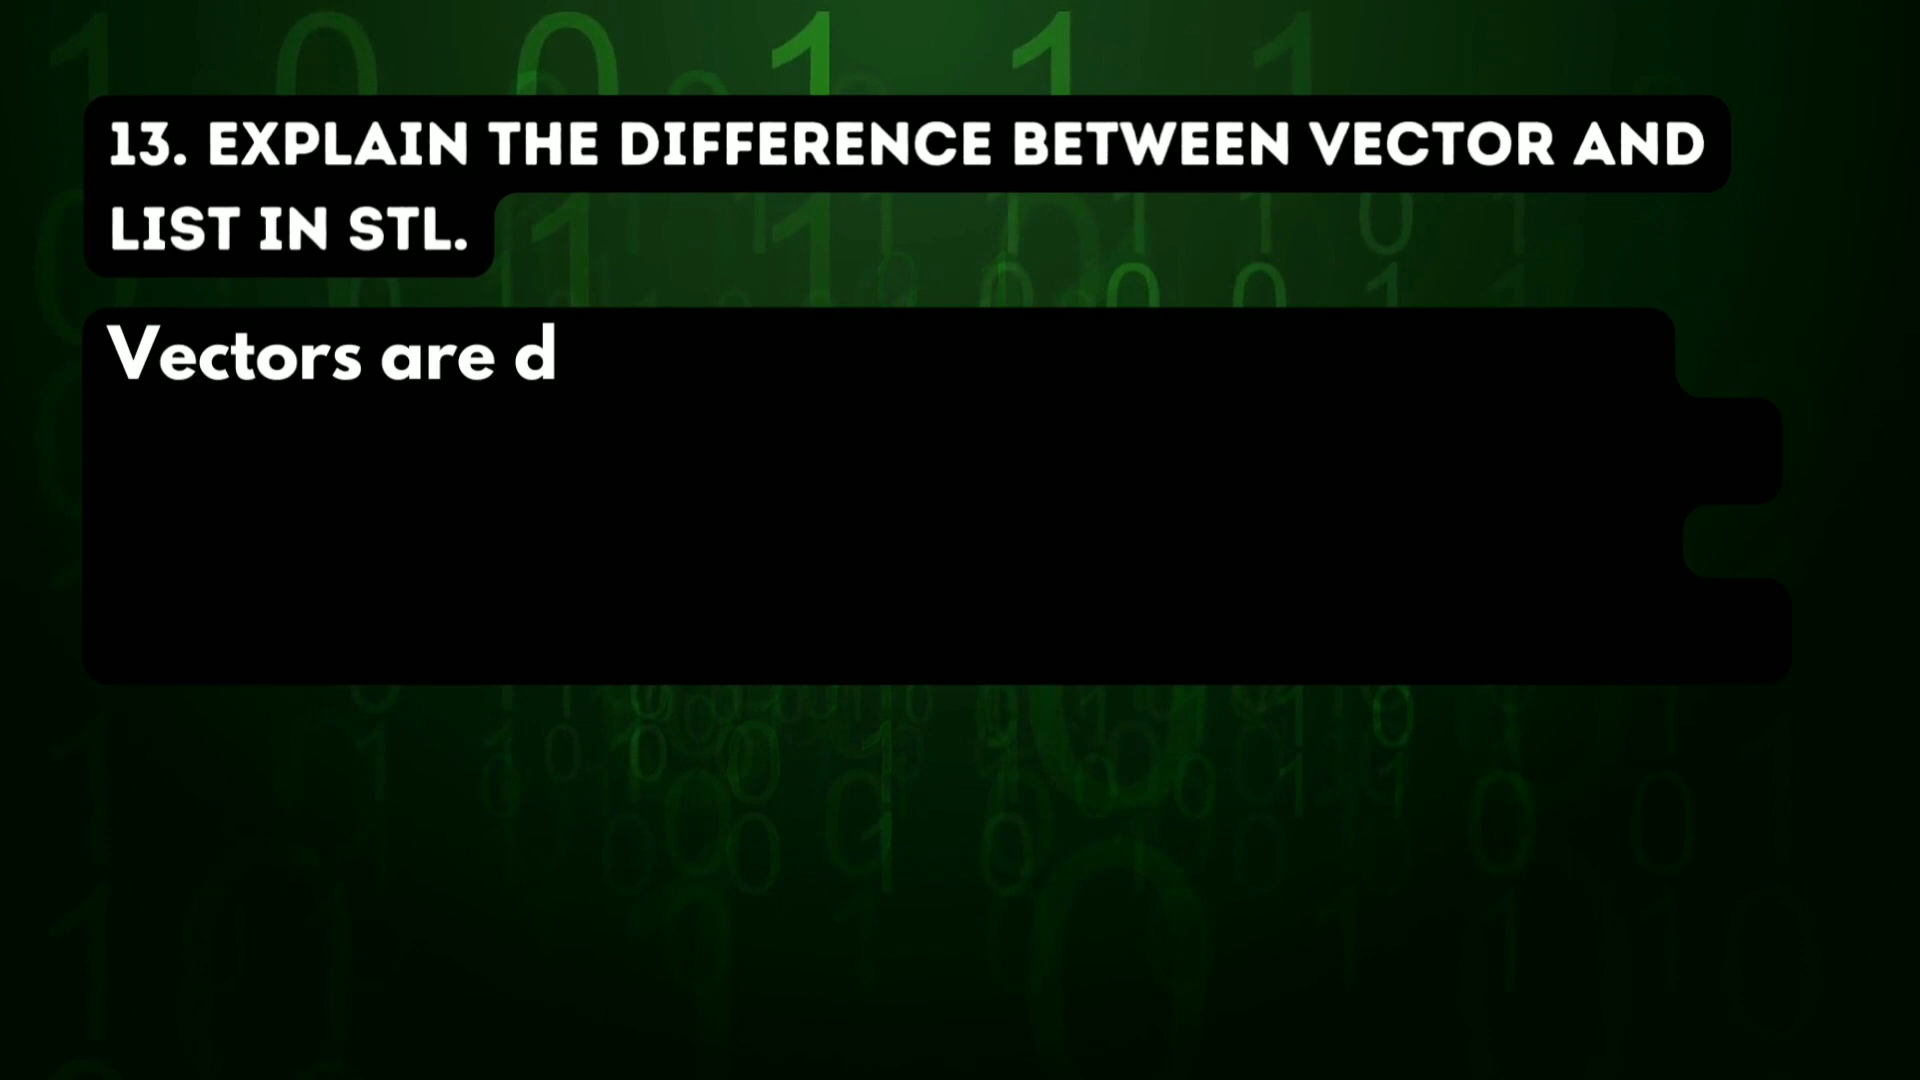 13. EXPLAIN THE DIFFERENCE BETWEEN VECTOR AND
LIST IN STL.
Vectors are d